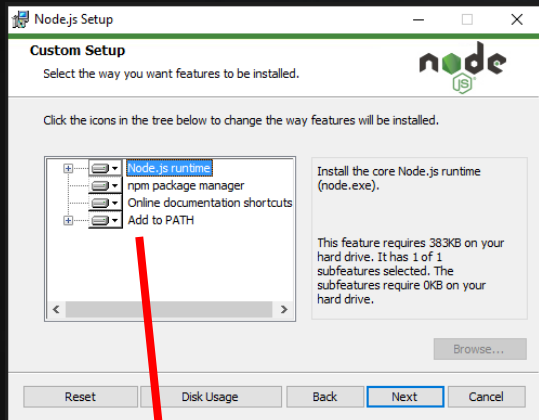 Node.js Setup
Custom Setup
Select the way you want features to be installed.
node
JS
Click the icons in the tree below to change the way features will be installed.
Node.js runtime
npm package manager
Online documentation shortcuts
Add to PATH
Install the core Node.js runtime
(node.exe).
This feature requires 383KB on your
hard drive. It has 1 of 1
subfeatures selected. The
subfeatures require 0KB on your
hard drive.
Browse...
Reset
Disk Usage
Back
Next
Cancel